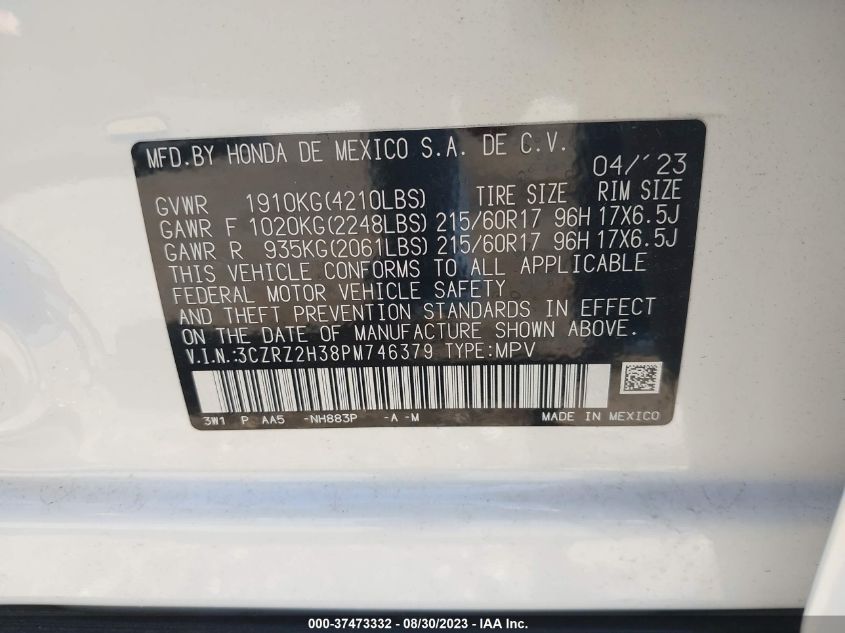 MFD.BY HONDA DE MEXICO S.A. DE C.V. 04/'23
GVWR 1910KG(4210LBS) TIRE SIZE RIM SIZE
GAWR F 1020KG(2248LBS) 215/60R17 96H 17X6.5J
GAWR R 935KG(2061LBS) 215/60R17 96H 17X6.5J
THIS VEHICLE CONFORMS TO ALL APPLICABLE
FEDERAL MOTOR VEHICLE SAFETY
AND THEFT PREVENTION STANDARDS IN EFFECT
ON THE DATE OF MANUFACTURE SHOWN ABOVE.
V.I.N.:3CZRZ2H38PM746379 TYPE:MPV
3W1 P AA5 -NH883P -A-M MADE IN MEXICO
000-37473332 - 08/30/2023 - IAA Inc.